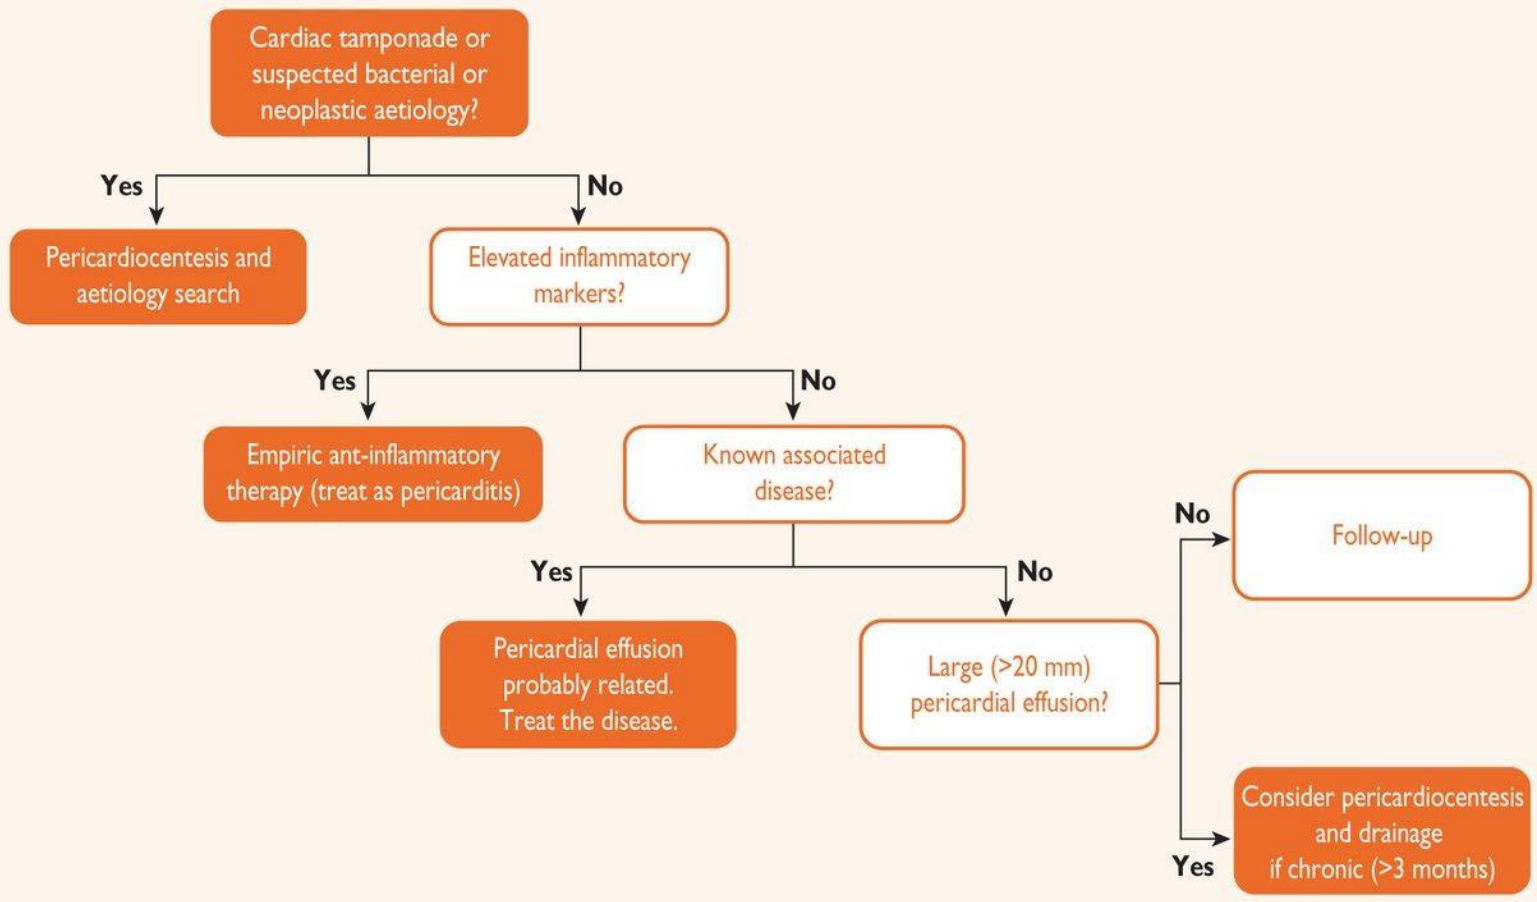 Cardiac tamponade or
suspected bacterial or
neoplastic aetiology?
Yes
No
Pericardiocentesis and
aetiology search
Elevated inflammatory
markers?
Yes
No
Empiric ant-inflammatory
therapy (treat as pericarditis)
Known associated
disease?
Yes
No
Pericardial effusion
probably related.
Treat the disease.
Large (>20 mm)
pericardial effusion?
No
Follow-up
Yes
Consider pericardiocentesis
and drainage
if chronic (>3 months)